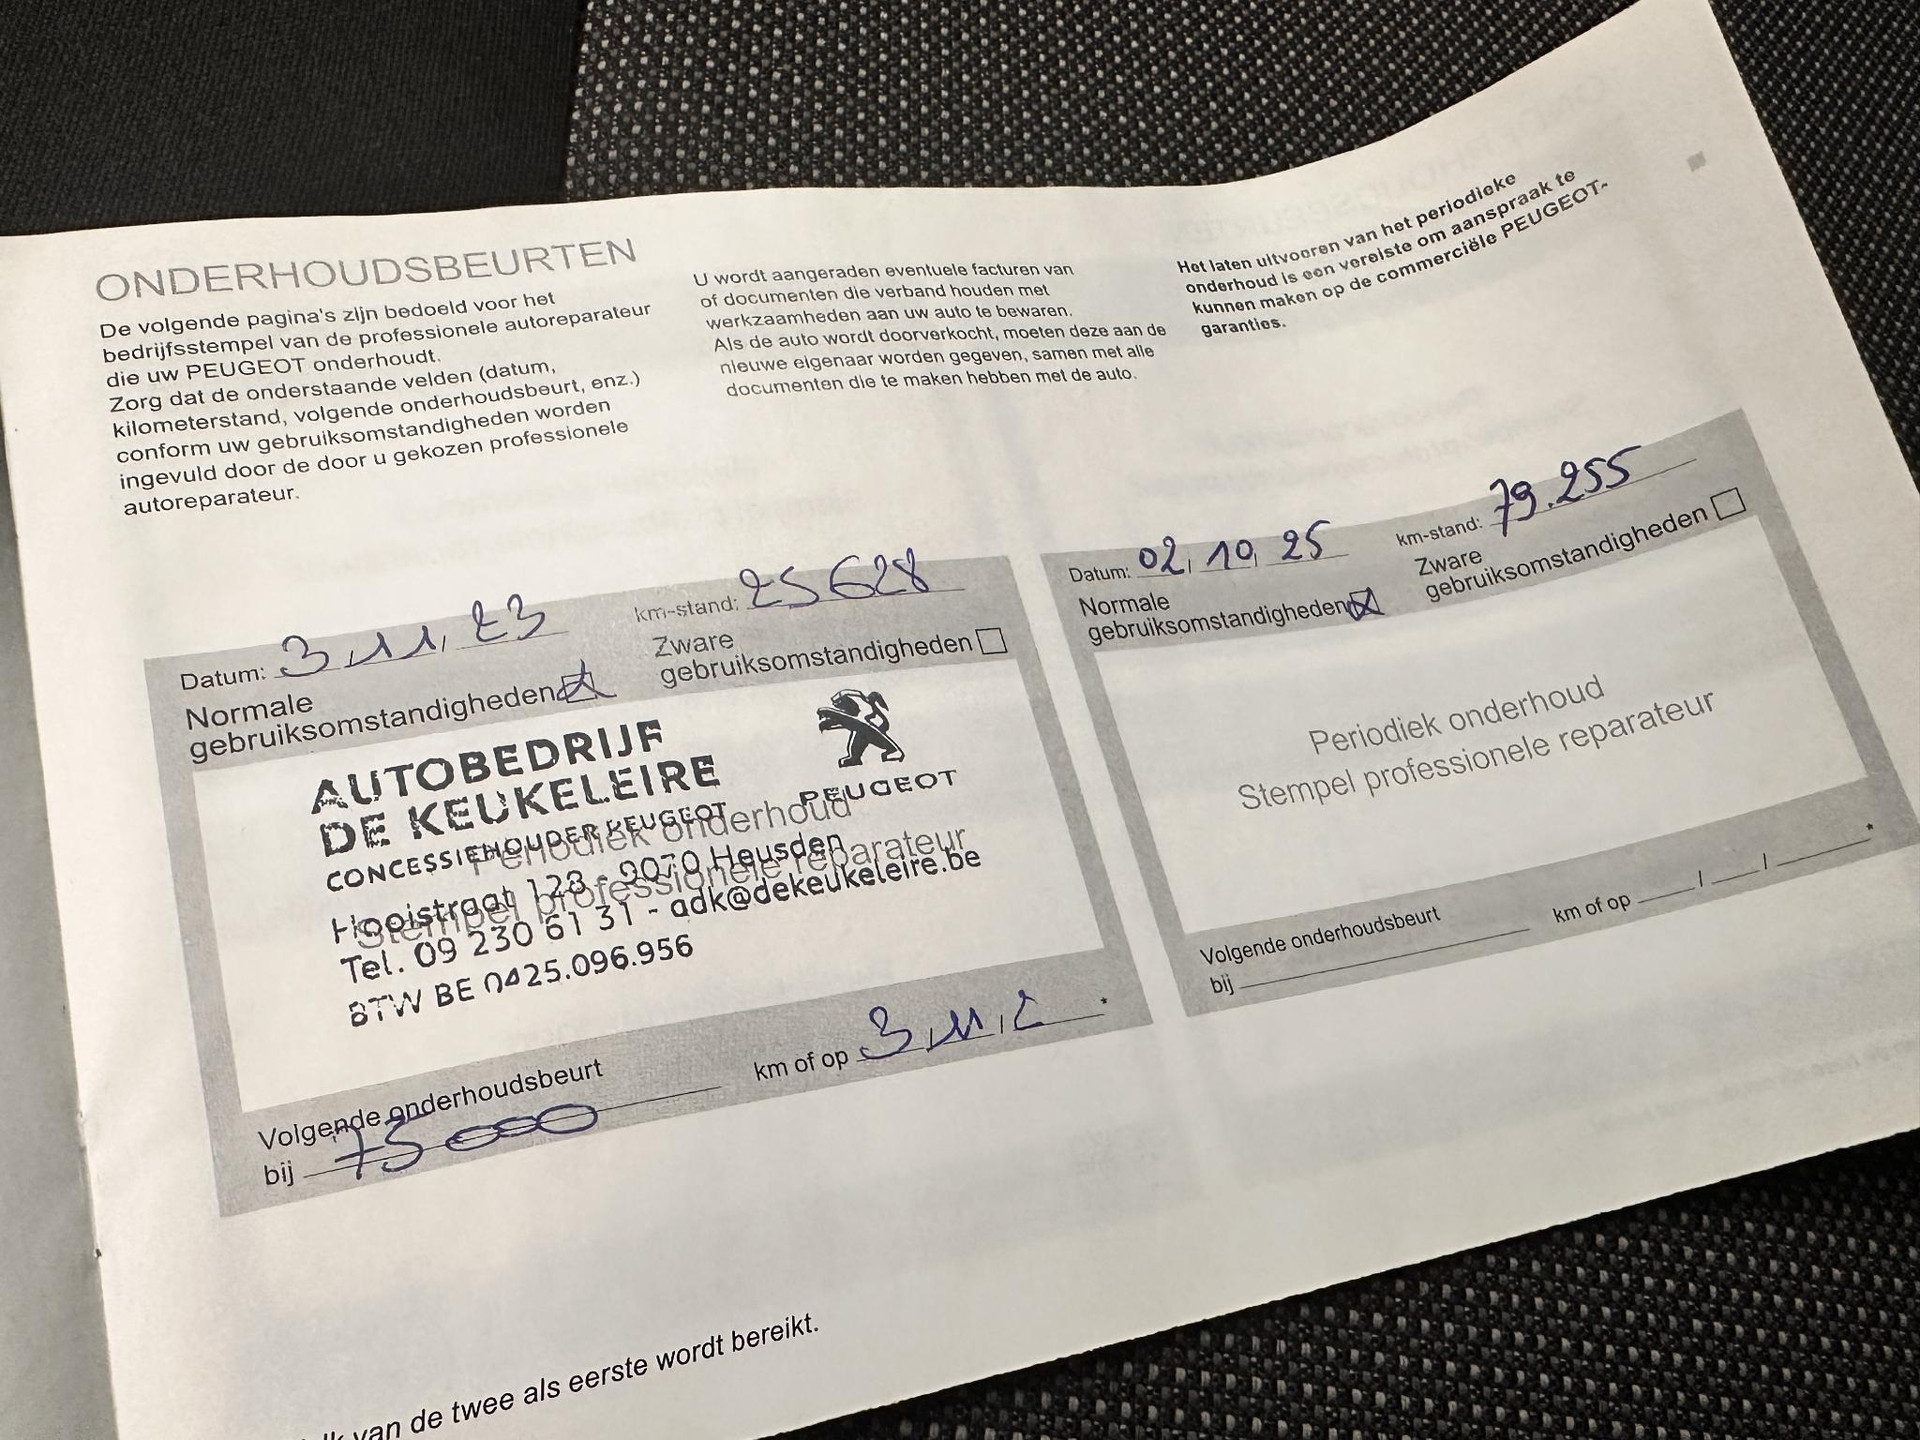 ONDERHOUDSBEURTEN
De volgende pagina's zijn bedoeld voor het
bedrijfsstempel van de professionele autoreparateur
die uw PEUGEOT onderhoudt.
Zorg dat de onderstaande velden (datum,
kilometerstand, volgende onderhoudsbeurt, enz.)
conform uw gebruiksomstandigheden worden
ingevuld door de door u gekozen professionele
autoreparateur.
U wordt aangeraden eventuele facturen van
of documenten die verband houden met
werkzaamheden aan uw auto te bewaren.
Als de auto wordt doorverkocht, moeten deze aan de
nieuwe eigenaar worden gegeven, samen met alle
documenten die te maken hebben met de auto.
Het laten uitvoeren van het periodieke
onderhoud is een vereiste om aanspraak te
kunnen maken op de commerciële PEUGEOT-
garanties.
Datum: 3 / 11 / 23 km-stand: 25628
Normale
gebruiksomstandigheden
Zware
gebruiksomstandigheden
AUTOBEDRIJF
DE KEUKELEIRE
PEUGEOT
CONCESSIEHOUDER PEUGEOT
Hooistraat 123 - 9070 Heusden
Tel. 09 230 61 31 - adk@dekeukeleire.be
BTW BE 0425.096.956
Periodiek onderhoud
Stempel professionele reparateur
Volgende onderhoudsbeurt
bij 75000 km of op 3 / 11 / *
Datum: 02 / 10 / 25 km-stand: 79.255
Normale
gebruiksomstandigheden
Zware
gebruiksomstandigheden
Periodiek onderhoud
Stempel professionele reparateur
Volgende onderhoudsbeurt
bij km of op / / *
van de twee als eerste wordt bereikt.